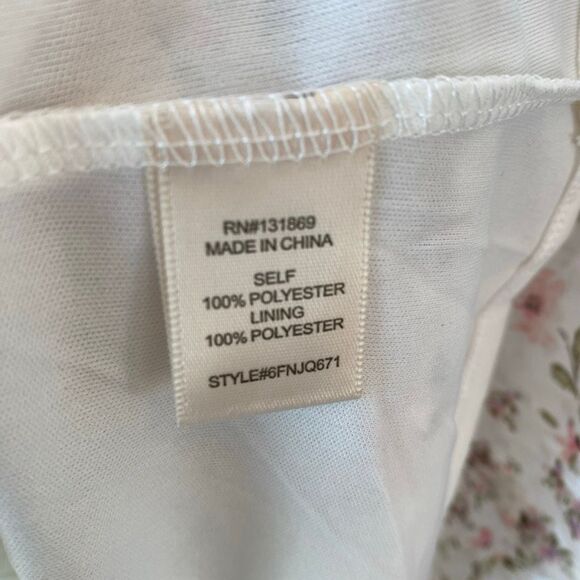 RN#131869
MADE IN CHINA
SELF
100% POLYESTER
LINING
100% POLYESTER
STYLE#6FNJQ671